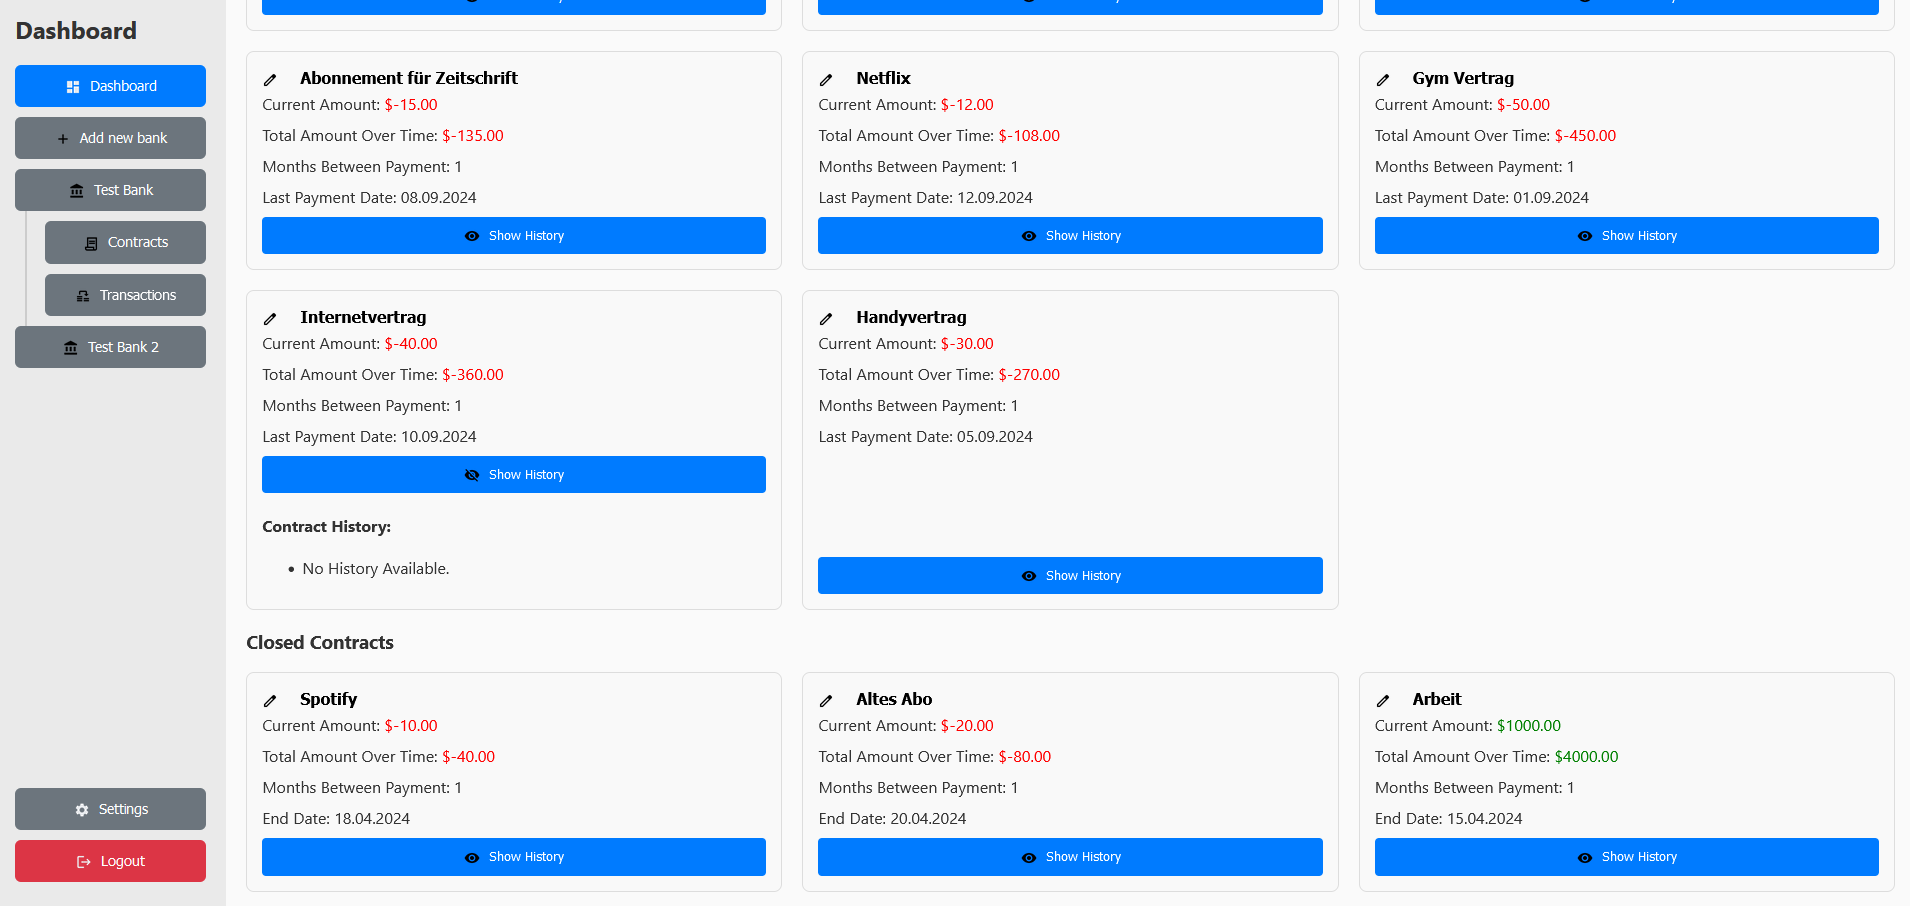 Dashboard
Dashboard
Add new bank
Test Bank
Contracts
Transactions
Test Bank 2
Settings
Logout
Abonnement für Zeitschrift
Current Amount: $-15.00
Total Amount Over Time: $-135.00
Months Between Payment: 1
Last Payment Date: 08.09.2024
Show History
Netflix
Current Amount: $-12.00
Total Amount Over Time: $-108.00
Months Between Payment: 1
Last Payment Date: 12.09.2024
Show History
Gym Vertrag
Current Amount: $-50.00
Total Amount Over Time: $-450.00
Months Between Payment: 1
Last Payment Date: 01.09.2024
Show History
Internetvertrag
Current Amount: $-40.00
Total Amount Over Time: $-360.00
Months Between Payment: 1
Last Payment Date: 10.09.2024
Show History
Contract History:
• No History Available.
Handyvertrag
Current Amount: $-30.00
Total Amount Over Time: $-270.00
Months Between Payment: 1
Last Payment Date: 05.09.2024
Show History
Closed Contracts
Spotify
Current Amount: $-10.00
Total Amount Over Time: $-40.00
Months Between Payment: 1
End Date: 18.04.2024
Show History
Altes Abo
Current Amount: $-20.00
Total Amount Over Time: $-80.00
Months Between Payment: 1
End Date: 20.04.2024
Show History
Arbeit
Current Amount: $1000.00
Total Amount Over Time: $4000.00
Months Between Payment: 1
End Date: 15.04.2024
Show History